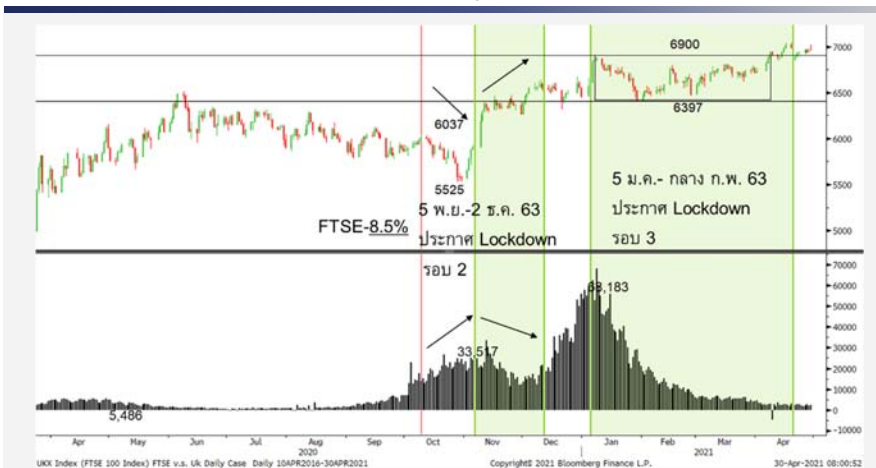 6900
7000
6500
6397
6037
6000
5525
5500
5 ม.ค.- กลาง ก.พ. 63
ประกาศ Lockdown
รอบ 3
5 พ.ย.-2 ธ.ค. 63
FTSE-8.5%
ประกาศ Lockdown
รอบ 2
5000
70000
68,183
60000
50000
40000
33,517
30000
20000
10000
5,486
0
-10000
Apr May Jun Jul Aug Sep Oct Nov Dec Jan Feb Mar Apr
2020 2021
UKX Index (FTSE 100 Index) FTSE v.s. Uk Daily Case Daily 10APR2016-30APR2021 Copyright© 2021 Bloomberg Finance L.P. 30-Apr-2021 08:00:52